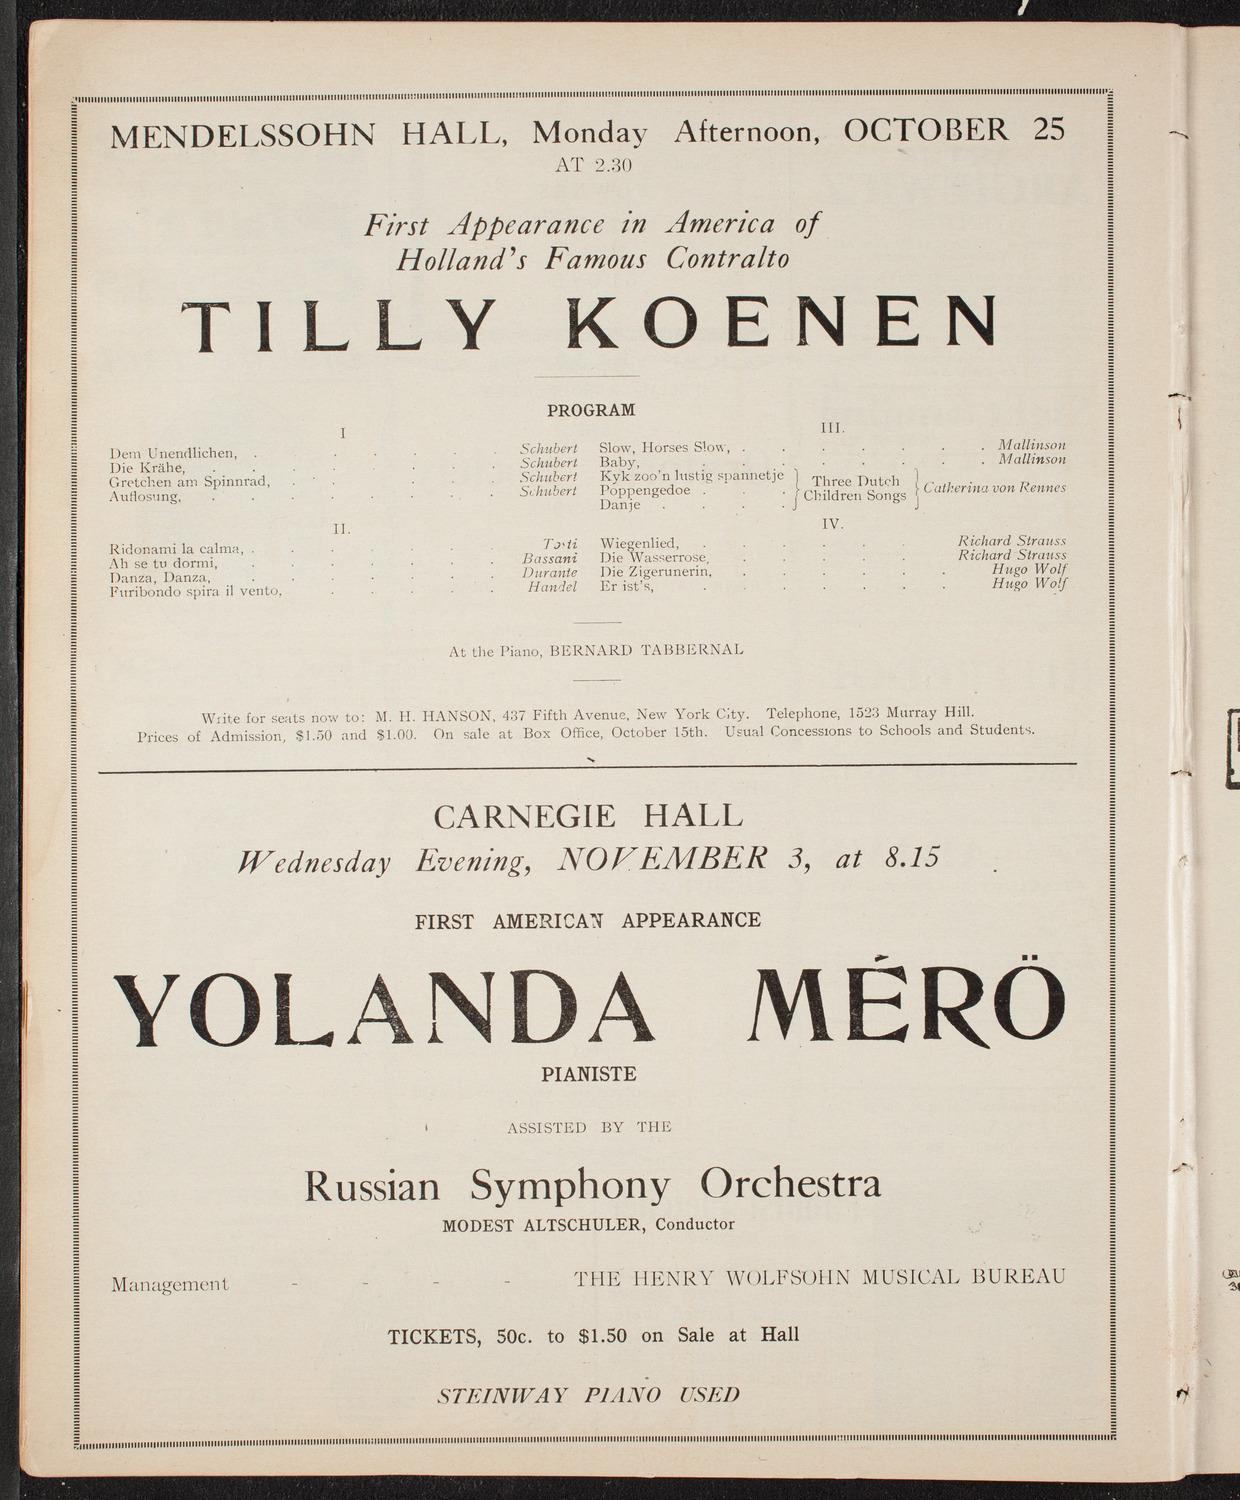 MENDELSSOHN HALL, Monday Afternoon, OCTOBER 25
AT 2.30
First Appearance in America of
Holland's Famous Contralto
TILLY KOENEN
PROGRAM
I
Dem Unendlichen, . . . . . . Schubert
Die Krähe, . . . . . . Schubert
Gretchen am Spinnrad, . . . . . . Schubert
Auflosung, . . . . . . Schubert
II.
Ridonami la calma, . . . . . . Tosti
Ah se tu dormi, . . . . . . Bassani
Danza, Danza, . . . . . . Durante
Furibondo spira il vento, . . . . . Handel
III.
Slow, Horses Slow, . . . . . . . Mallinson
Baby, . . . . . . . Mallinson
Kyk zoo'n lustig spannetje
Poppengedoe . . .
Danje . . . .
Three Dutch
Children Songs
Catherina von Rennes
IV.
Wiegenlied, . . . . . . Richard Strauss
Die Wasserrose, . . . . . Richard Strauss
Die Zigerunerin, . . . . . . Hugo Wolf
Er ist's, . . . . . . . Hugo Wolf
At the Piano, BERNARD TABBERNAL
Write for seats now to: M. H. HANSON, 437 Fifth Avenue, New York City. Telephone, 1523 Murray Hill.
Prices of Admission, $1.50 and $1.00. On sale at Box Office, October 15th. Usual Concessions to Schools and Students.
CARNEGIE HALL
Wednesday Evening, NOVEMBER 3, at 8.15
FIRST AMERICAN APPEARANCE
YOLANDA MÉRÖ
PIANISTE
ASSISTED BY THE
Russian Symphony Orchestra
MODEST ALTSCHULER, Conductor
Management - - - - THE HENRY WOLFSOHN MUSICAL BUREAU
TICKETS, 50c. to $1.50 on Sale at Hall
STEINWAY PIANO USED